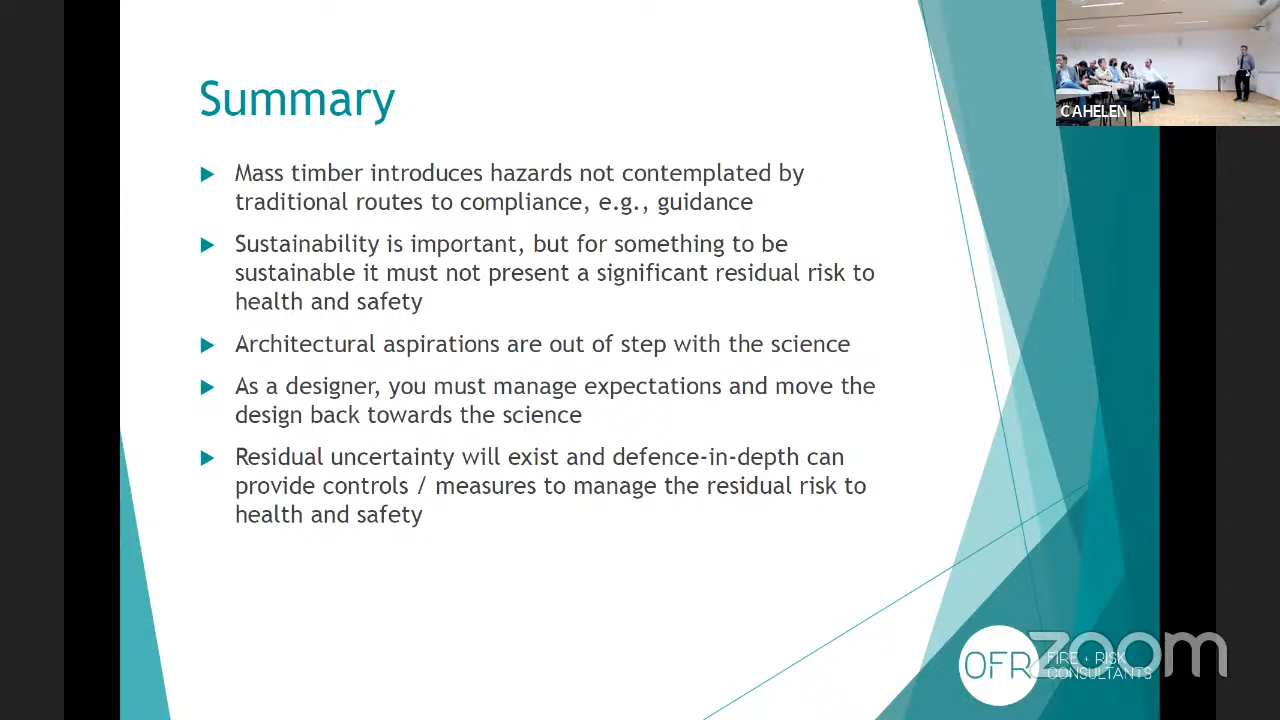 Summary
Mass timber introduces hazards not contemplated by
traditional routes to compliance, e.g., guidance
Sustainability is important, but for something to be
sustainable it must not present a significant residual risk to
health and safety
Architectural aspirations are out of step with the science
As a designer, you must manage expectations and move the
design back towards the science
Residual uncertainty will exist and defence-in-depth can
provide controls / measures to manage the residual risk to
health and safety
CAHELEN
OFR
FIRE + RISK
CONSULTANTS
zoom